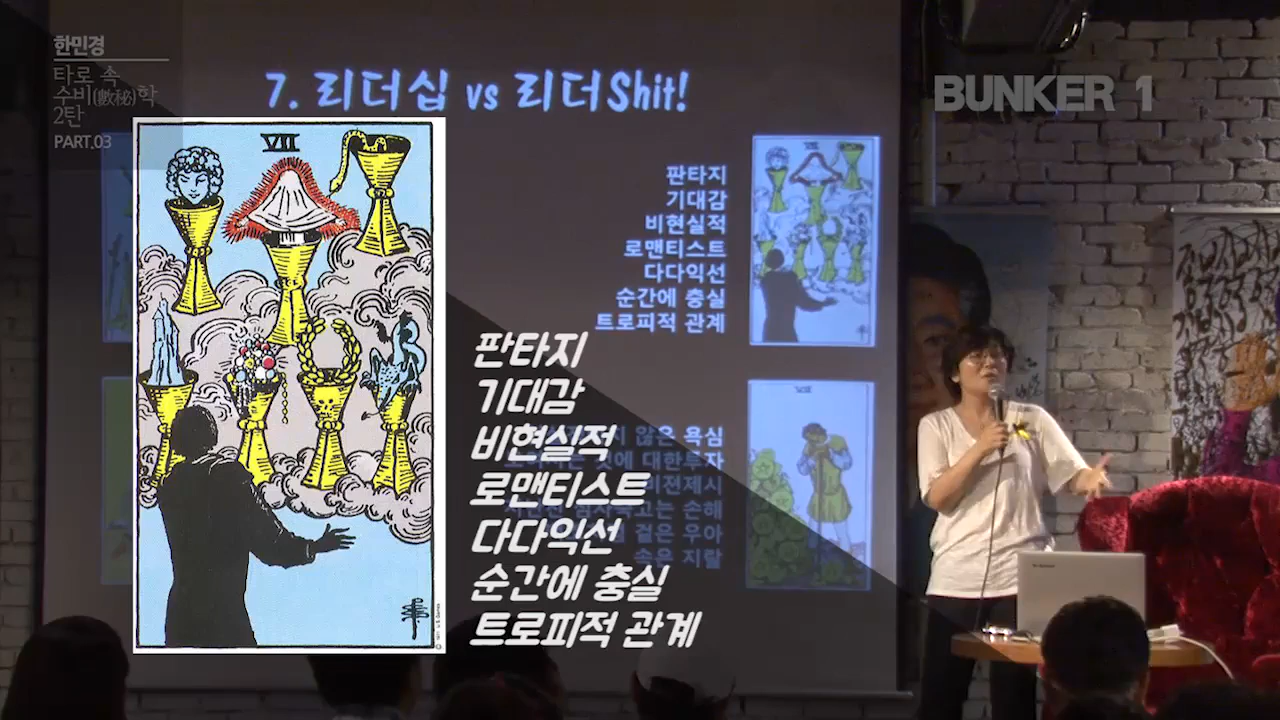 한민경
타로 속
수비(數秘)학
2탄
PART.03
7. 리더십 vs 리더Shit!
BUNKER 1
VII
판타지
기대감
비현실적
로맨티스트
다다익선
순간에 충실
트로피적 관계
판타지
기대감
비현실적
로맨티스트
다다익선
순간에 충실
트로피적 관계
않은 욕심
것에 대한투자
비전제시
손해
겉은 우아
속은 지랄